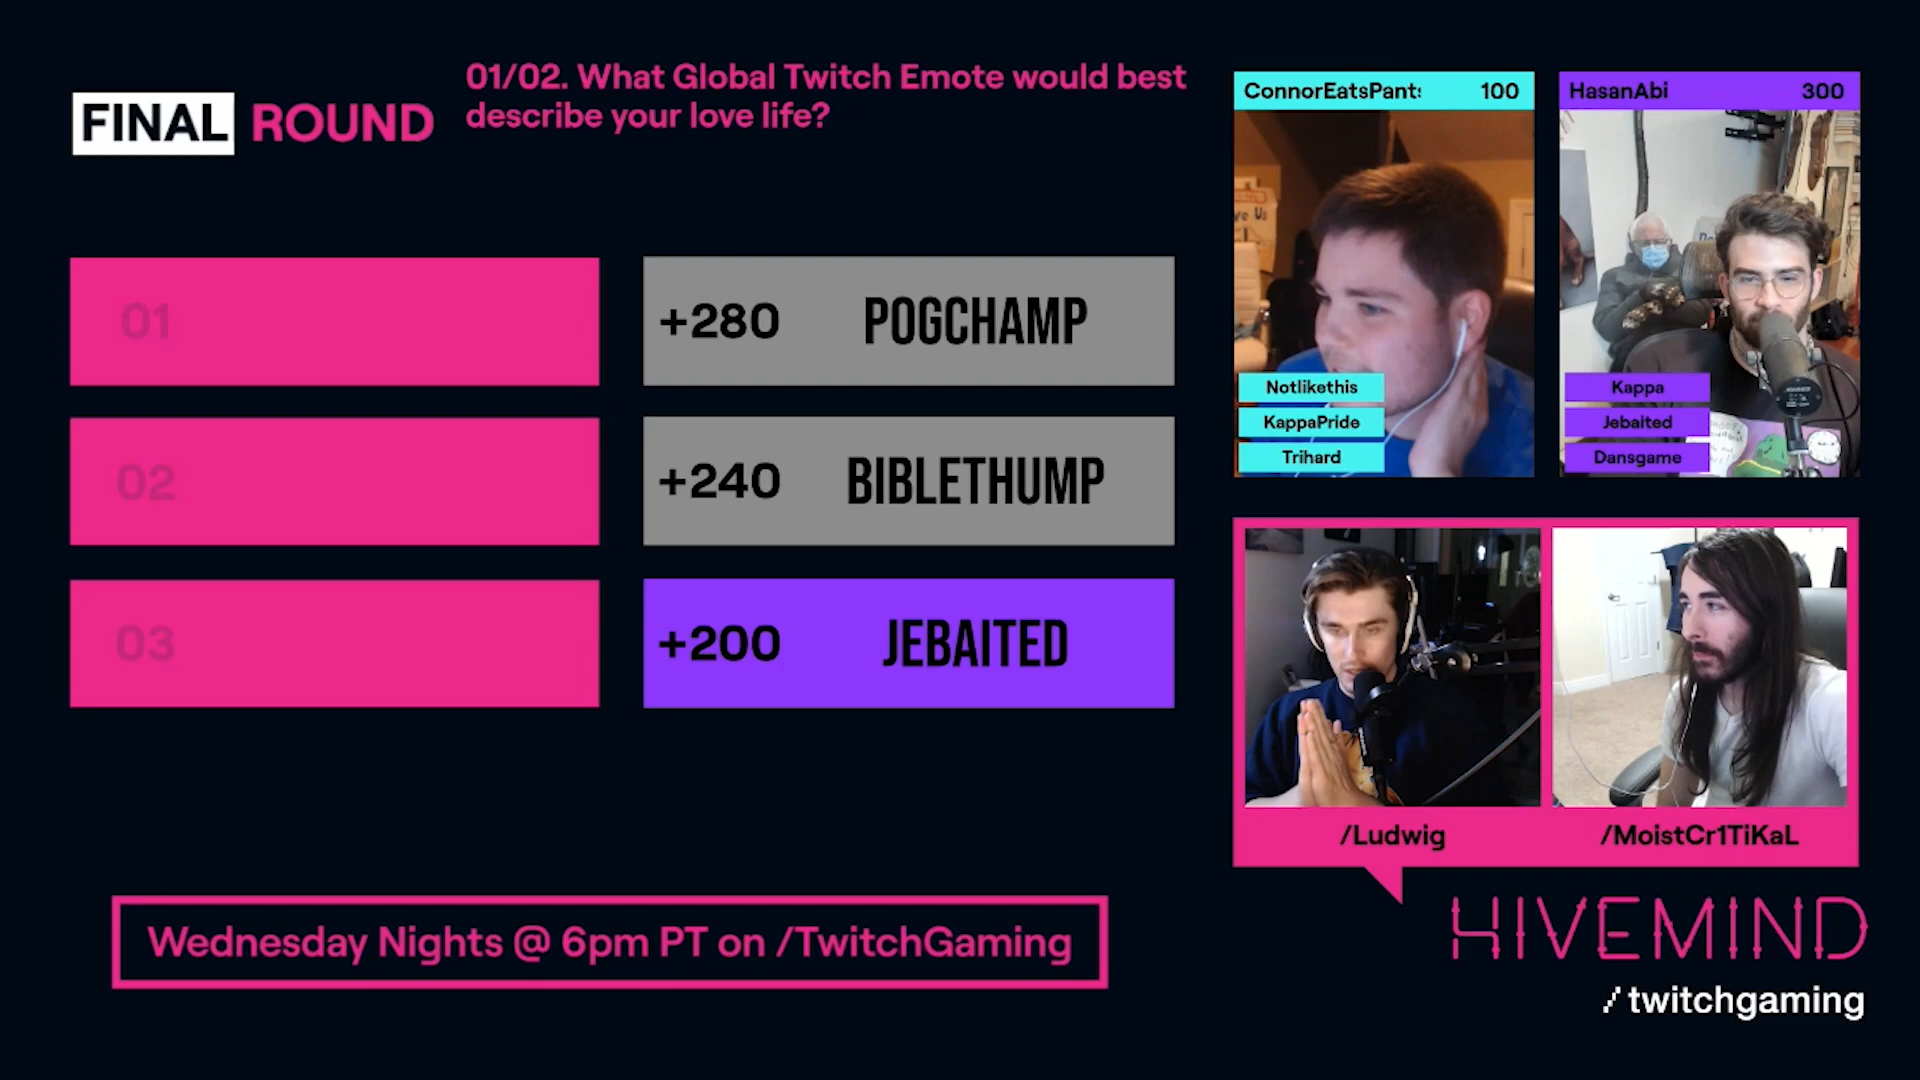 FINAL ROUND
01/02. What Global Twitch Emote would best
describe your love life?
01
02
03
+280 POGCHAMP
+240 BIBLETHUMP
+200 JEBAITED
ConnorEatsPants 100
Notlikethis
KappaPride
Trihard
HasanAbi 300
Kappa
Jebaited
Dansgame
/Ludwig
/MoistCr1TiKaL
Wednesday Nights @ 6pm PT on /TwitchGaming
HIVEMIND
/twitchgaming